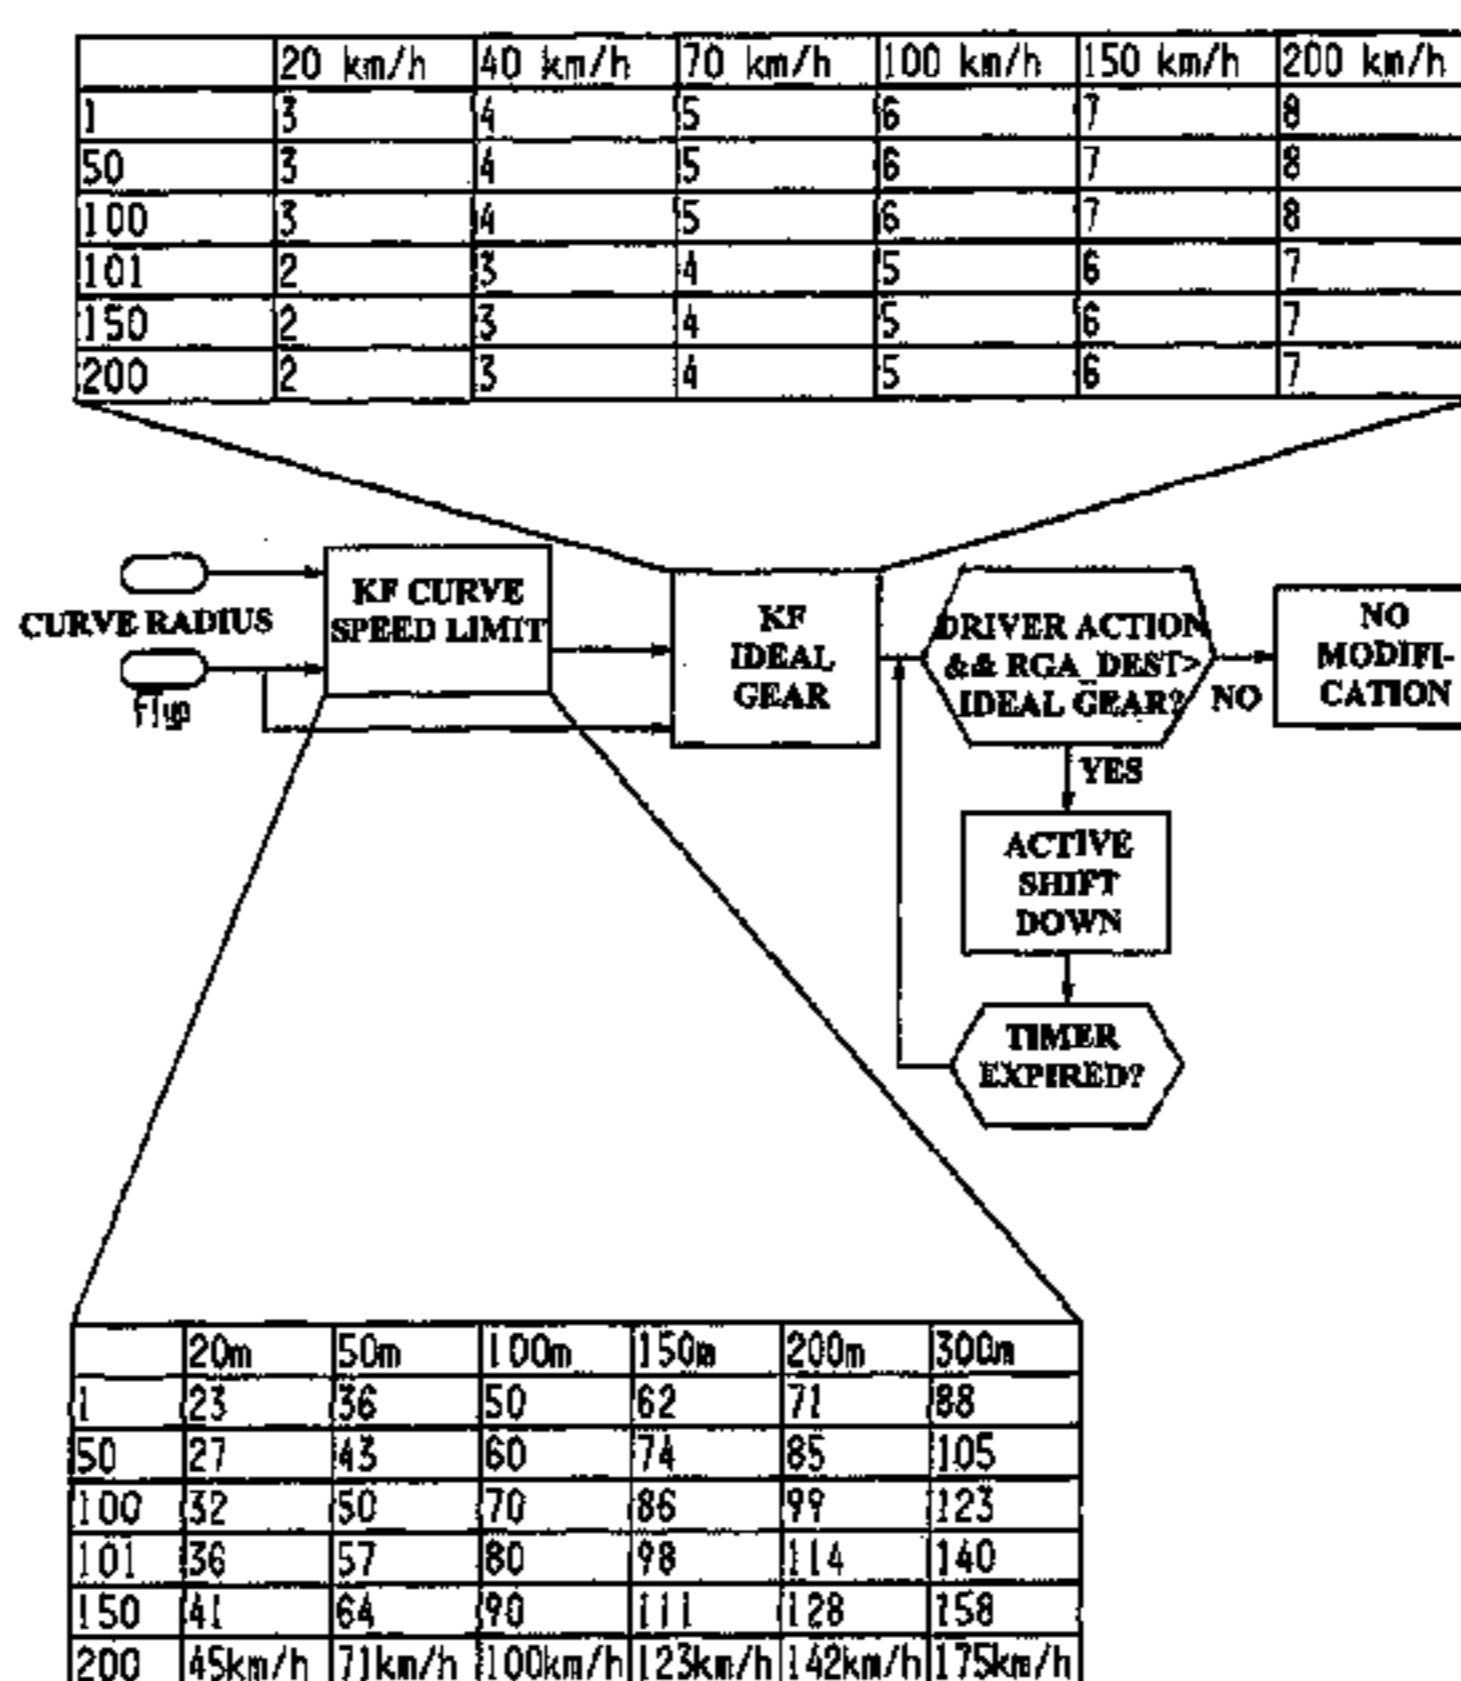 20 km/h 40 km/h 70 km/h 100 km/h 150 km/h 200 km/h
1 3 4 5 6 7 8
50 3 4 5 6 7 8
100 3 4 5 6 7 8
101 2 3 4 5 6 7
150 2 3 4 5 6 7
200 2 3 4 5 6 7
CURVE RADIUS
ftyp
KF CURVE
SPEED LIMIT
KF
IDEAL
GEAR
DRIVER ACTION
&& RGA_DEST>
IDEAL GEAR?
NO
NO
MODIFI-
CATION
YES
ACTIVE
SHIFT
DOWN
TIMER
EXPIRED?
20m 50m 100m 150m 200m 300m
1 23 36 50 62 71 88
50 27 43 60 74 85 105
100 32 50 70 86 99 123
101 36 57 80 98 114 140
150 41 64 90 111 128 158
200 45km/h 71km/h 100km/h 123km/h 142km/h 175km/h